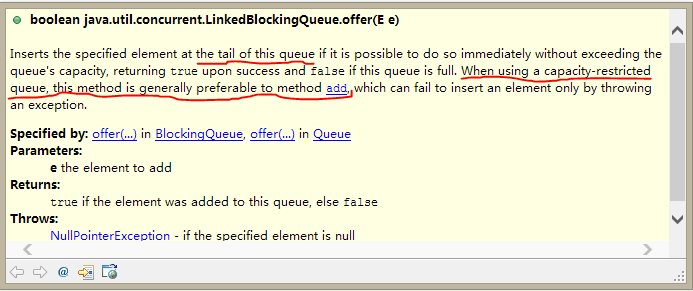 boolean java.util.concurrent.LinkedBlockingQueue.offer(E e)
Inserts the specified element at the tail of this queue if it is possible to do so immediately without exceeding the
queue's capacity, returning true upon success and false if this queue is full. When using a capacity-restricted
queue, this method is generally preferable to method add, which can fail to insert an element only by throwing
an exception.
Specified by: offer(...) in BlockingQueue, offer(...) in Queue
Parameters:
e the element to add
Returns:
true if the element was added to this queue, else false
Throws:
NullPointerException - if the specified element is null
@